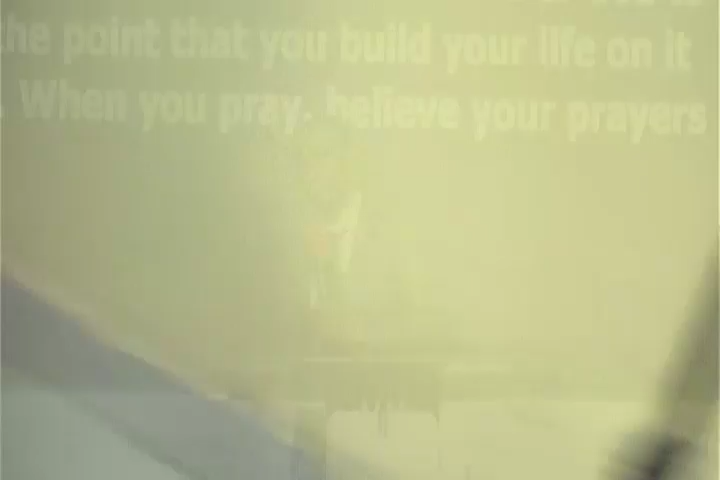 the point that you build your life on it
. When you pray, believe your prayers